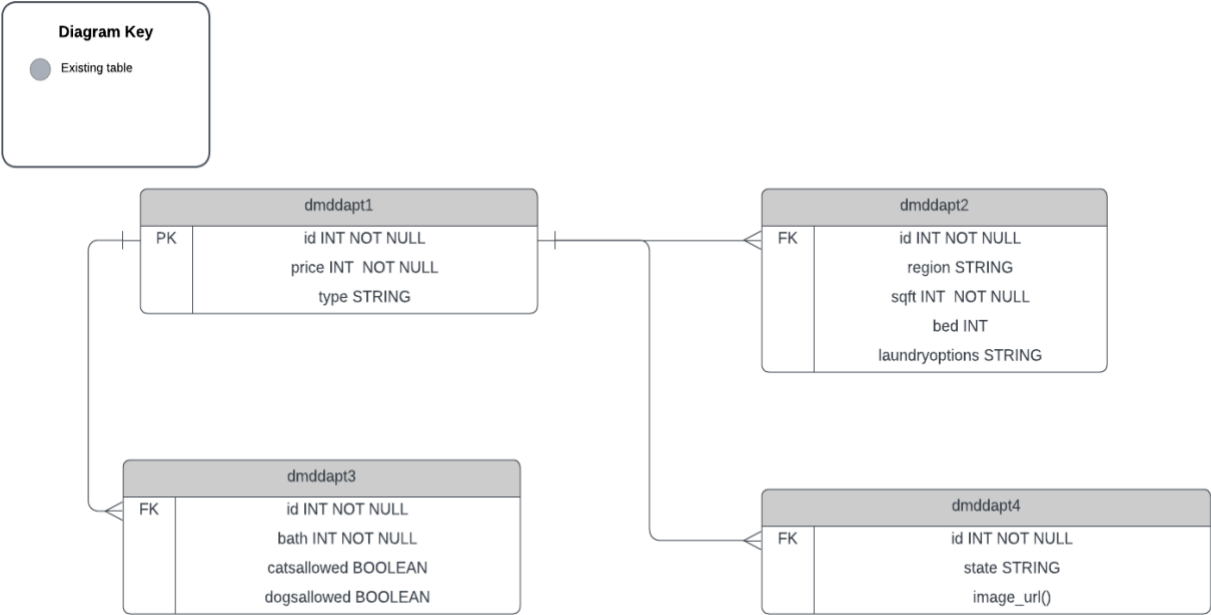 Diagram Key
Existing table
dmddapt1
PK id INT NOT NULL
price INT  NOT NULL
type STRING
dmddapt2
FK id INT NOT NULL
region STRING
sqft INT  NOT NULL
bed INT
laundryoptions STRING
dmddapt3
FK id INT NOT NULL
bath INT NOT NULL
catsallowed BOOLEAN
dogsallowed BOOLEAN
dmddapt4
FK id INT NOT NULL
state STRING
image_url()